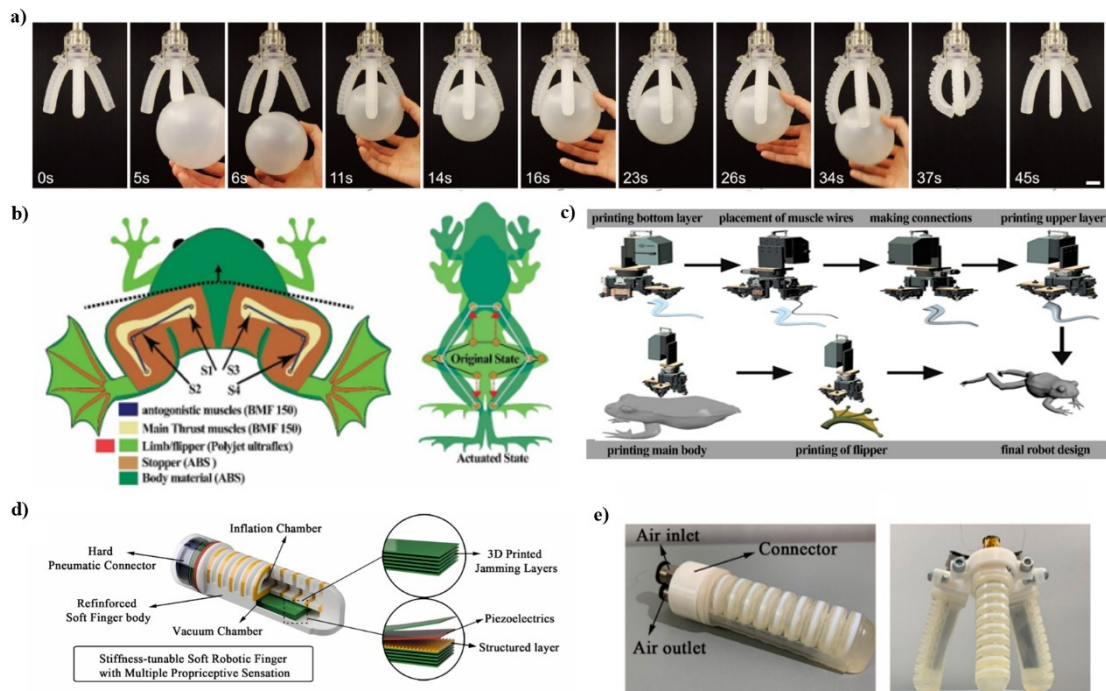 a)
0s
5s
6s
11s
14s
16s
23s
26s
34s
37s
45s
b)
S1
S3
S2
S4
antogonistic muscles (BMF 150)
Main Thrust muscles (BMF 150)
Limb/flipper (Polyjet ultraflex)
Stopper (ABS )
Body material (ABS)
Original State
Actuated State
c)
printing bottom layer
placement of muscle wires
making connections
printing upper layer
printing main body
printing of flipper
final robot design
d)
Inflation Chamber
Hard
Pneumatic Connector
Refinforced
Soft Finger body
Vacuum Chamber
3D Printed
Jamming Layers
Piezoelectrics
Structured layer
Stiffness-tunable Soft Robotic Finger
with Multiple Propriceptive Sensation
e)
Air inlet
Connector
Air outlet